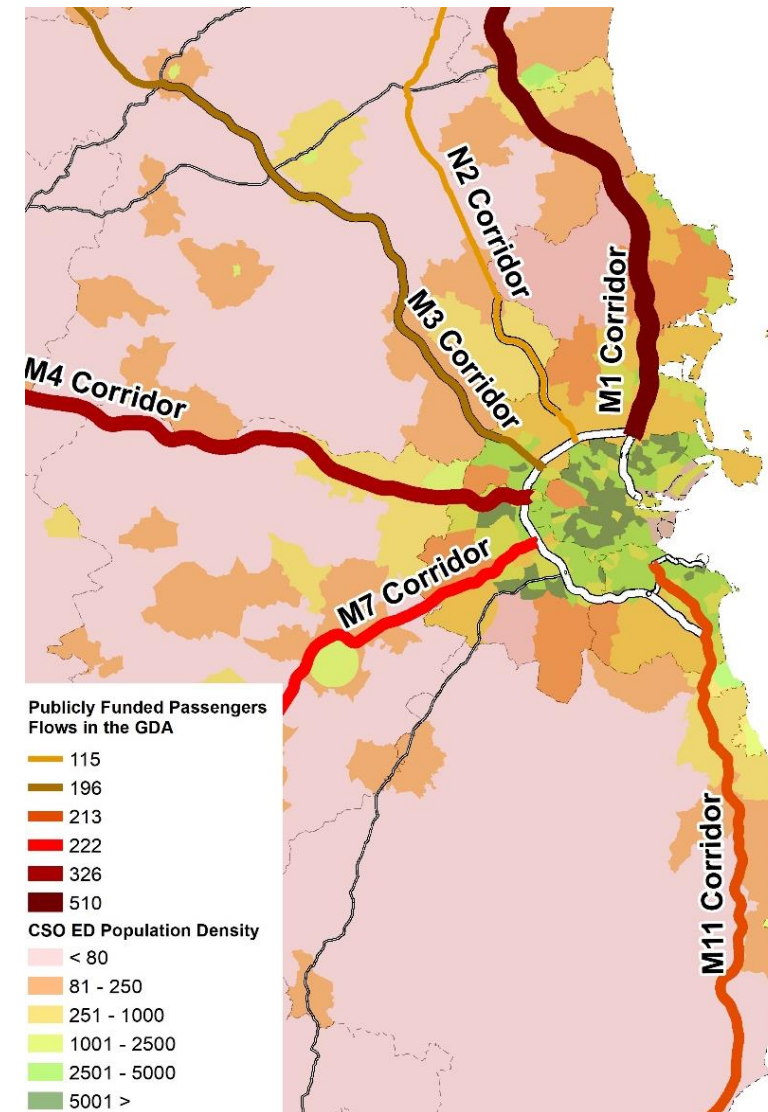 N2 Corridor
M1 Corridor
M3 Corridor
M4 Corridor
M7 Corridor
M11 Corridor
Publicly Funded Passengers
Flows in the GDA
115
196
213
222
326
510
CSO ED Population Density
< 80
81 - 250
251 - 1000
1001 - 2500
2501 - 5000
5001 >